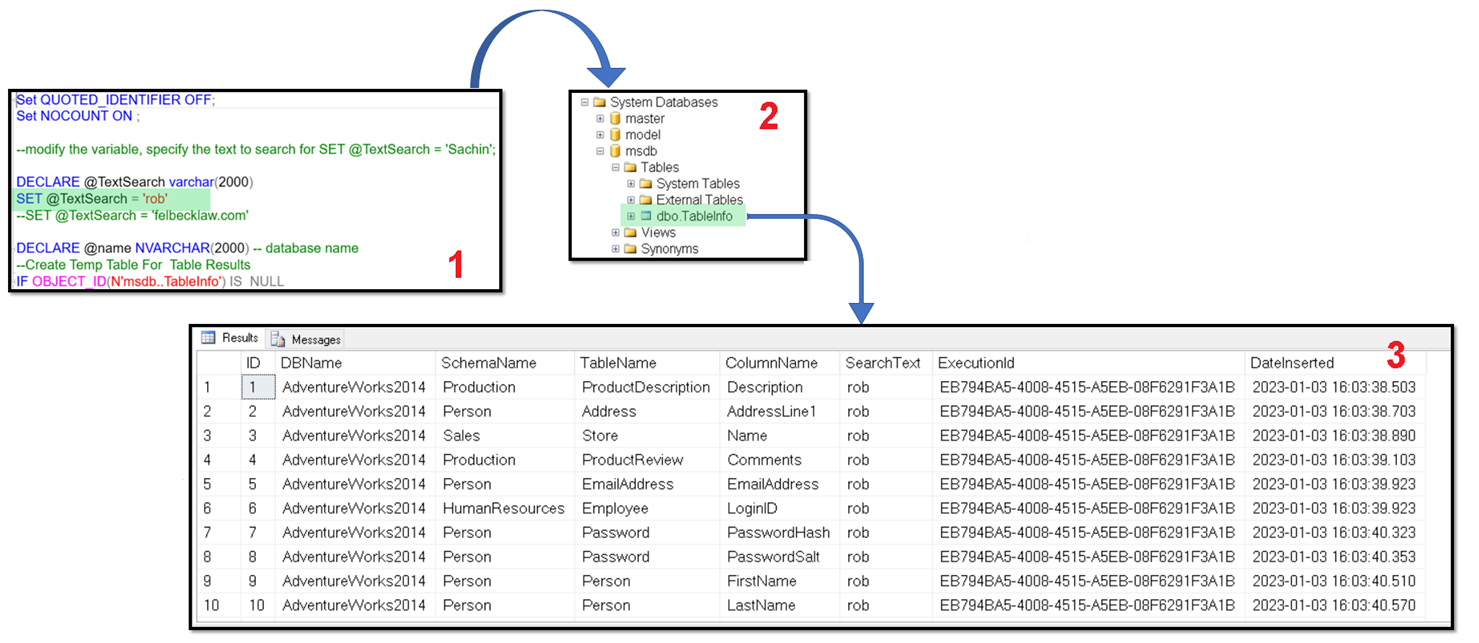 Set QUOTED_IDENTIFIER OFF;
Set NOCOUNT ON ;
--modify the variable, specify the text to search for SET @TextSearch = 'Sachin';
DECLARE @TextSearch varchar(2000)
SET @TextSearch = 'rob'
--SET @TextSearch = 'felbecklaw.com'
DECLARE @name NVARCHAR(2000) -- database name
--Create Temp Table For  Table Results
IF OBJECT_ID(N'msdb..TableInfo') IS  NULL
1
System Databases
master
model
msdb
Tables
System Tables
External Tables
dbo.TableInfo
Views
Synonyms
2
Results Messages
3
ID DBName SchemaName TableName ColumnName SearchText ExecutionId DateInserted
1 1 AdventureWorks2014 Production ProductDescription Description rob EB794BA5-4008-4515-A5EB-08F6291F3A1B 2023-01-03 16:03:38.503
2 2 AdventureWorks2014 Person Address AddressLine1 rob EB794BA5-4008-4515-A5EB-08F6291F3A1B 2023-01-03 16:03:38.703
3 3 AdventureWorks2014 Sales Store Name rob EB794BA5-4008-4515-A5EB-08F6291F3A1B 2023-01-03 16:03:38.890
4 4 AdventureWorks2014 Production ProductReview Comments rob EB794BA5-4008-4515-A5EB-08F6291F3A1B 2023-01-03 16:03:39.103
5 5 AdventureWorks2014 Person EmailAddress EmailAddress rob EB794BA5-4008-4515-A5EB-08F6291F3A1B 2023-01-03 16:03:39.923
6 6 AdventureWorks2014 HumanResources Employee LoginID rob EB794BA5-4008-4515-A5EB-08F6291F3A1B 2023-01-03 16:03:39.923
7 7 AdventureWorks2014 Person Password PasswordHash rob EB794BA5-4008-4515-A5EB-08F6291F3A1B 2023-01-03 16:03:40.323
8 8 AdventureWorks2014 Person Password PasswordSalt rob EB794BA5-4008-4515-A5EB-08F6291F3A1B 2023-01-03 16:03:40.353
9 9 AdventureWorks2014 Person Person FirstName rob EB794BA5-4008-4515-A5EB-08F6291F3A1B 2023-01-03 16:03:40.510
10 10 AdventureWorks2014 Person Person LastName rob EB794BA5-4008-4515-A5EB-08F6291F3A1B 2023-01-03 16:03:40.570